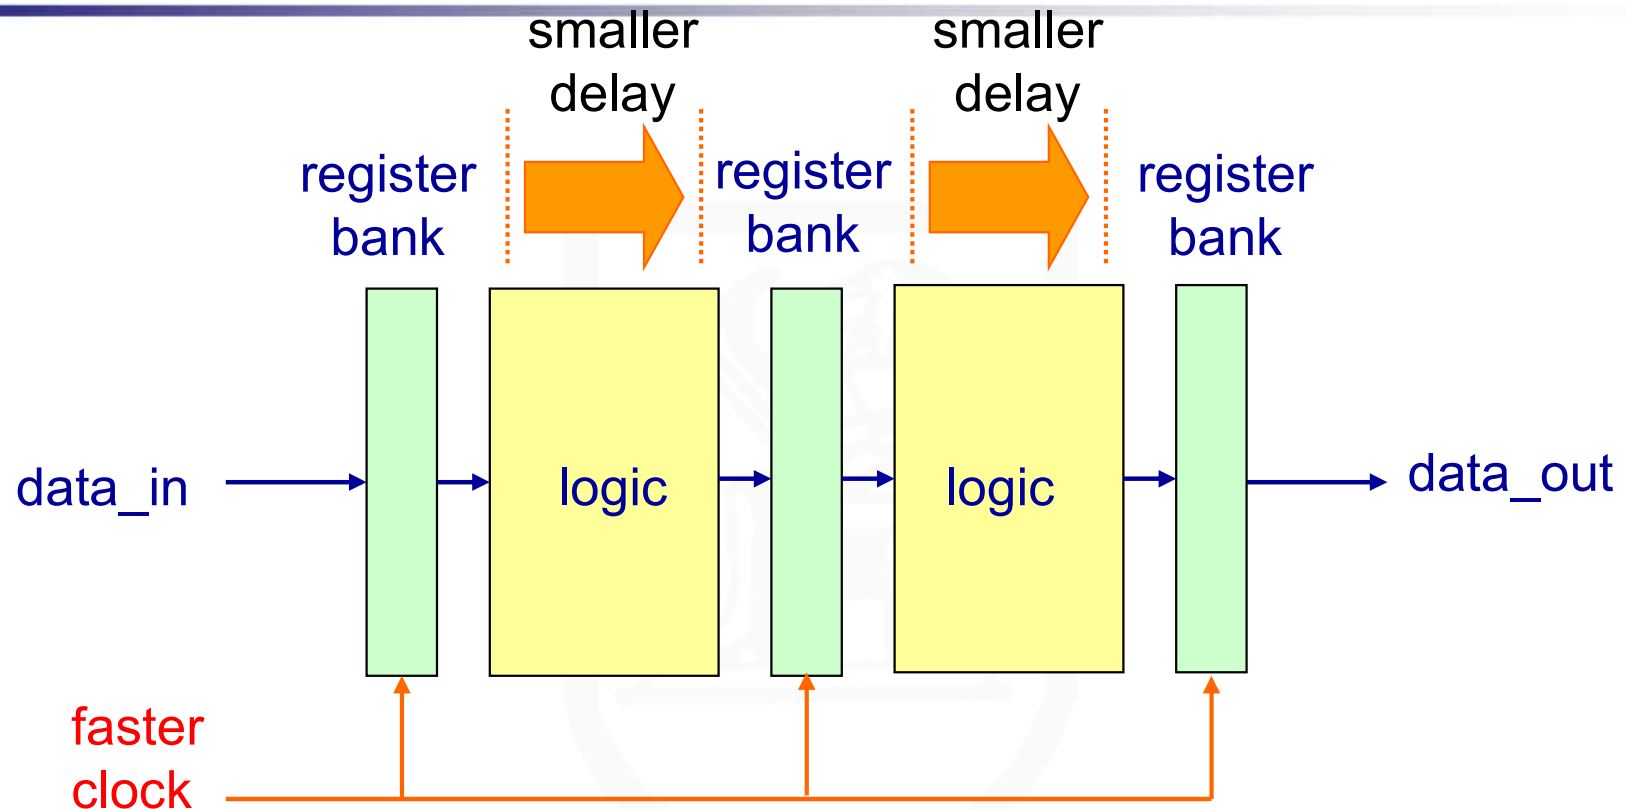 smaller
delay
smaller
delay
register
bank
register
bank
register
bank
data_in
logic
logic
data_out
faster
clock